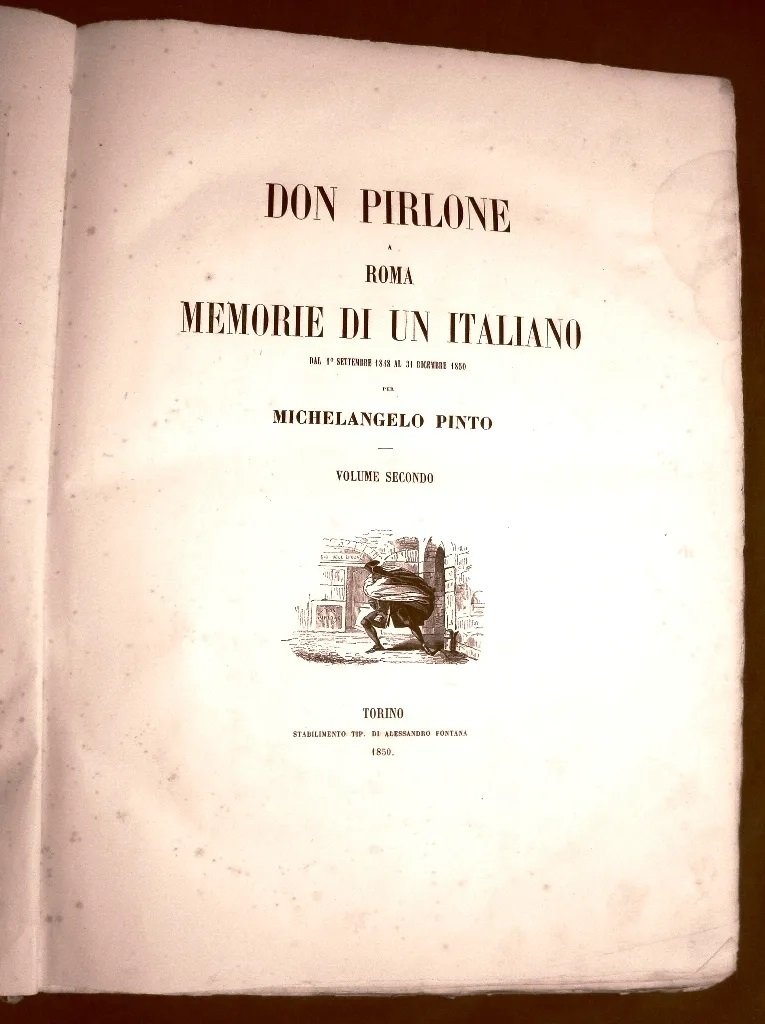 DON PIRLONE
A
ROMA
MEMORIE DI UN ITALIANO
DAL 1º SETTEMBRE 1848 AL 31 DICEMBRE 1850
PER
MICHELANGELO PINTO
VOLUME SECONDO
TORINO
STABILIMENTO TIP. DI ALESSANDRO FONTANA
1850.